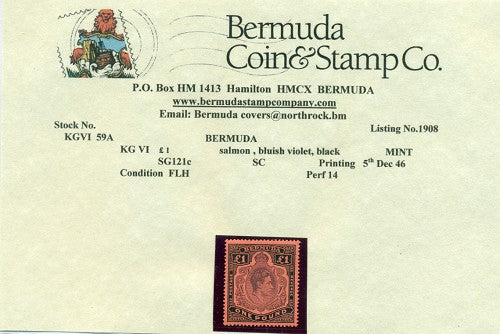 Bermuda
Coin&Stamp Co.
P.O. Box HM 1413 Hamilton HMCX BERMUDA
www.bermudastampcompany.com
Email: Bermuda covers@northrock.bm
Stock No. Listing No.1908
KGVI 59A BERMUDA
KG VI £1 salmon , bluish violet, black MINT
SG121c SC Printing 5th Dec 46
Condition FLH Perf 14
£1 £1
ONE POUND